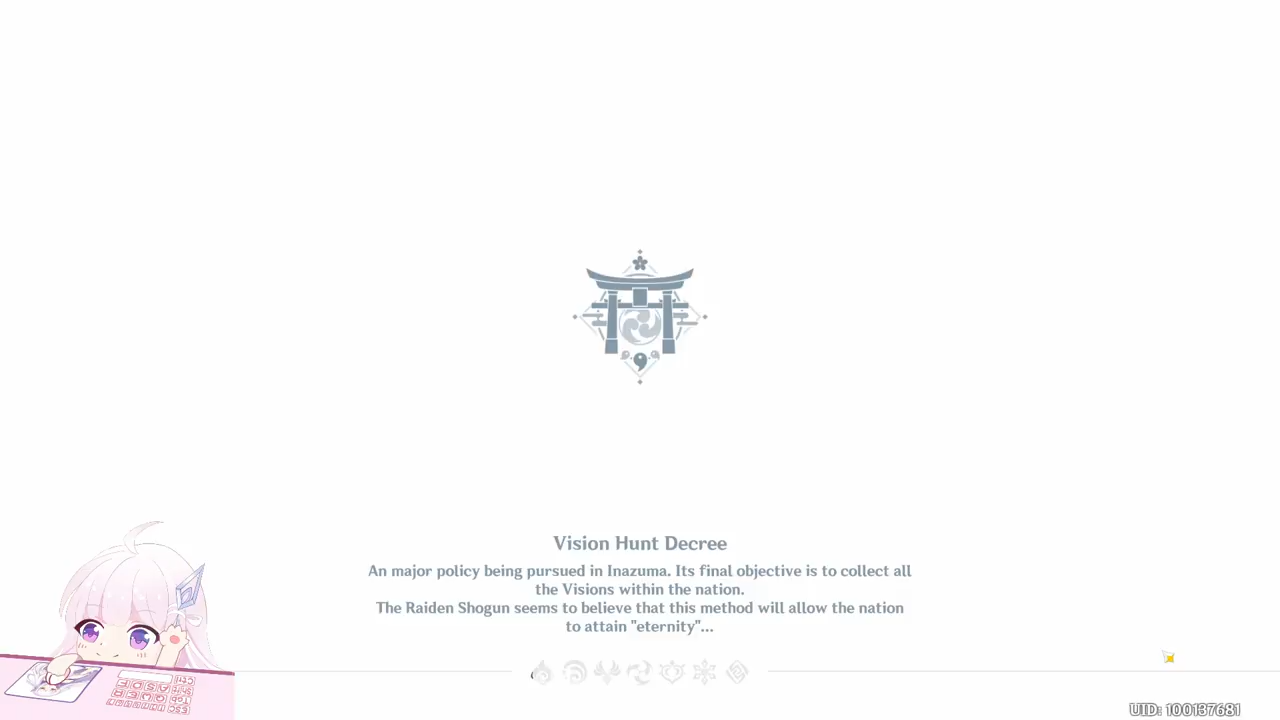 Vision Hunt Decree
An major policy being pursued in Inazuma. Its final objective is to collect all
the Visions within the nation.
The Raiden Shogun seems to believe that this method will allow the nation
to attain "eternity"...
UID: 100137681